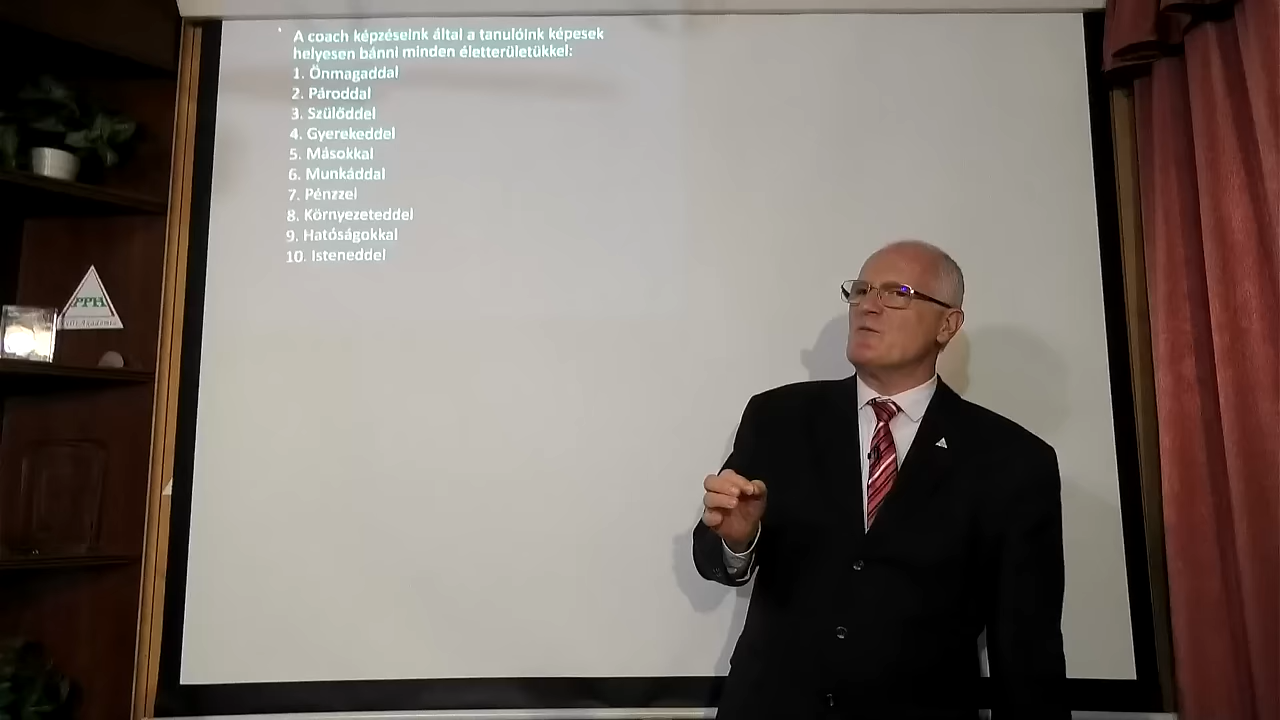 A coach képzéseink által a tanulóink képesek
helyesen bánni minden életterületükkel:
1. Önmagaddal
2. Pároddal
3. Szülőddel
4. Gyerekeddel
5. Másokkal
6. Munkáddal
7. Pénzzel
8. Környezeteddel
9. Hatóságokkal
10. Isteneddel
PPH